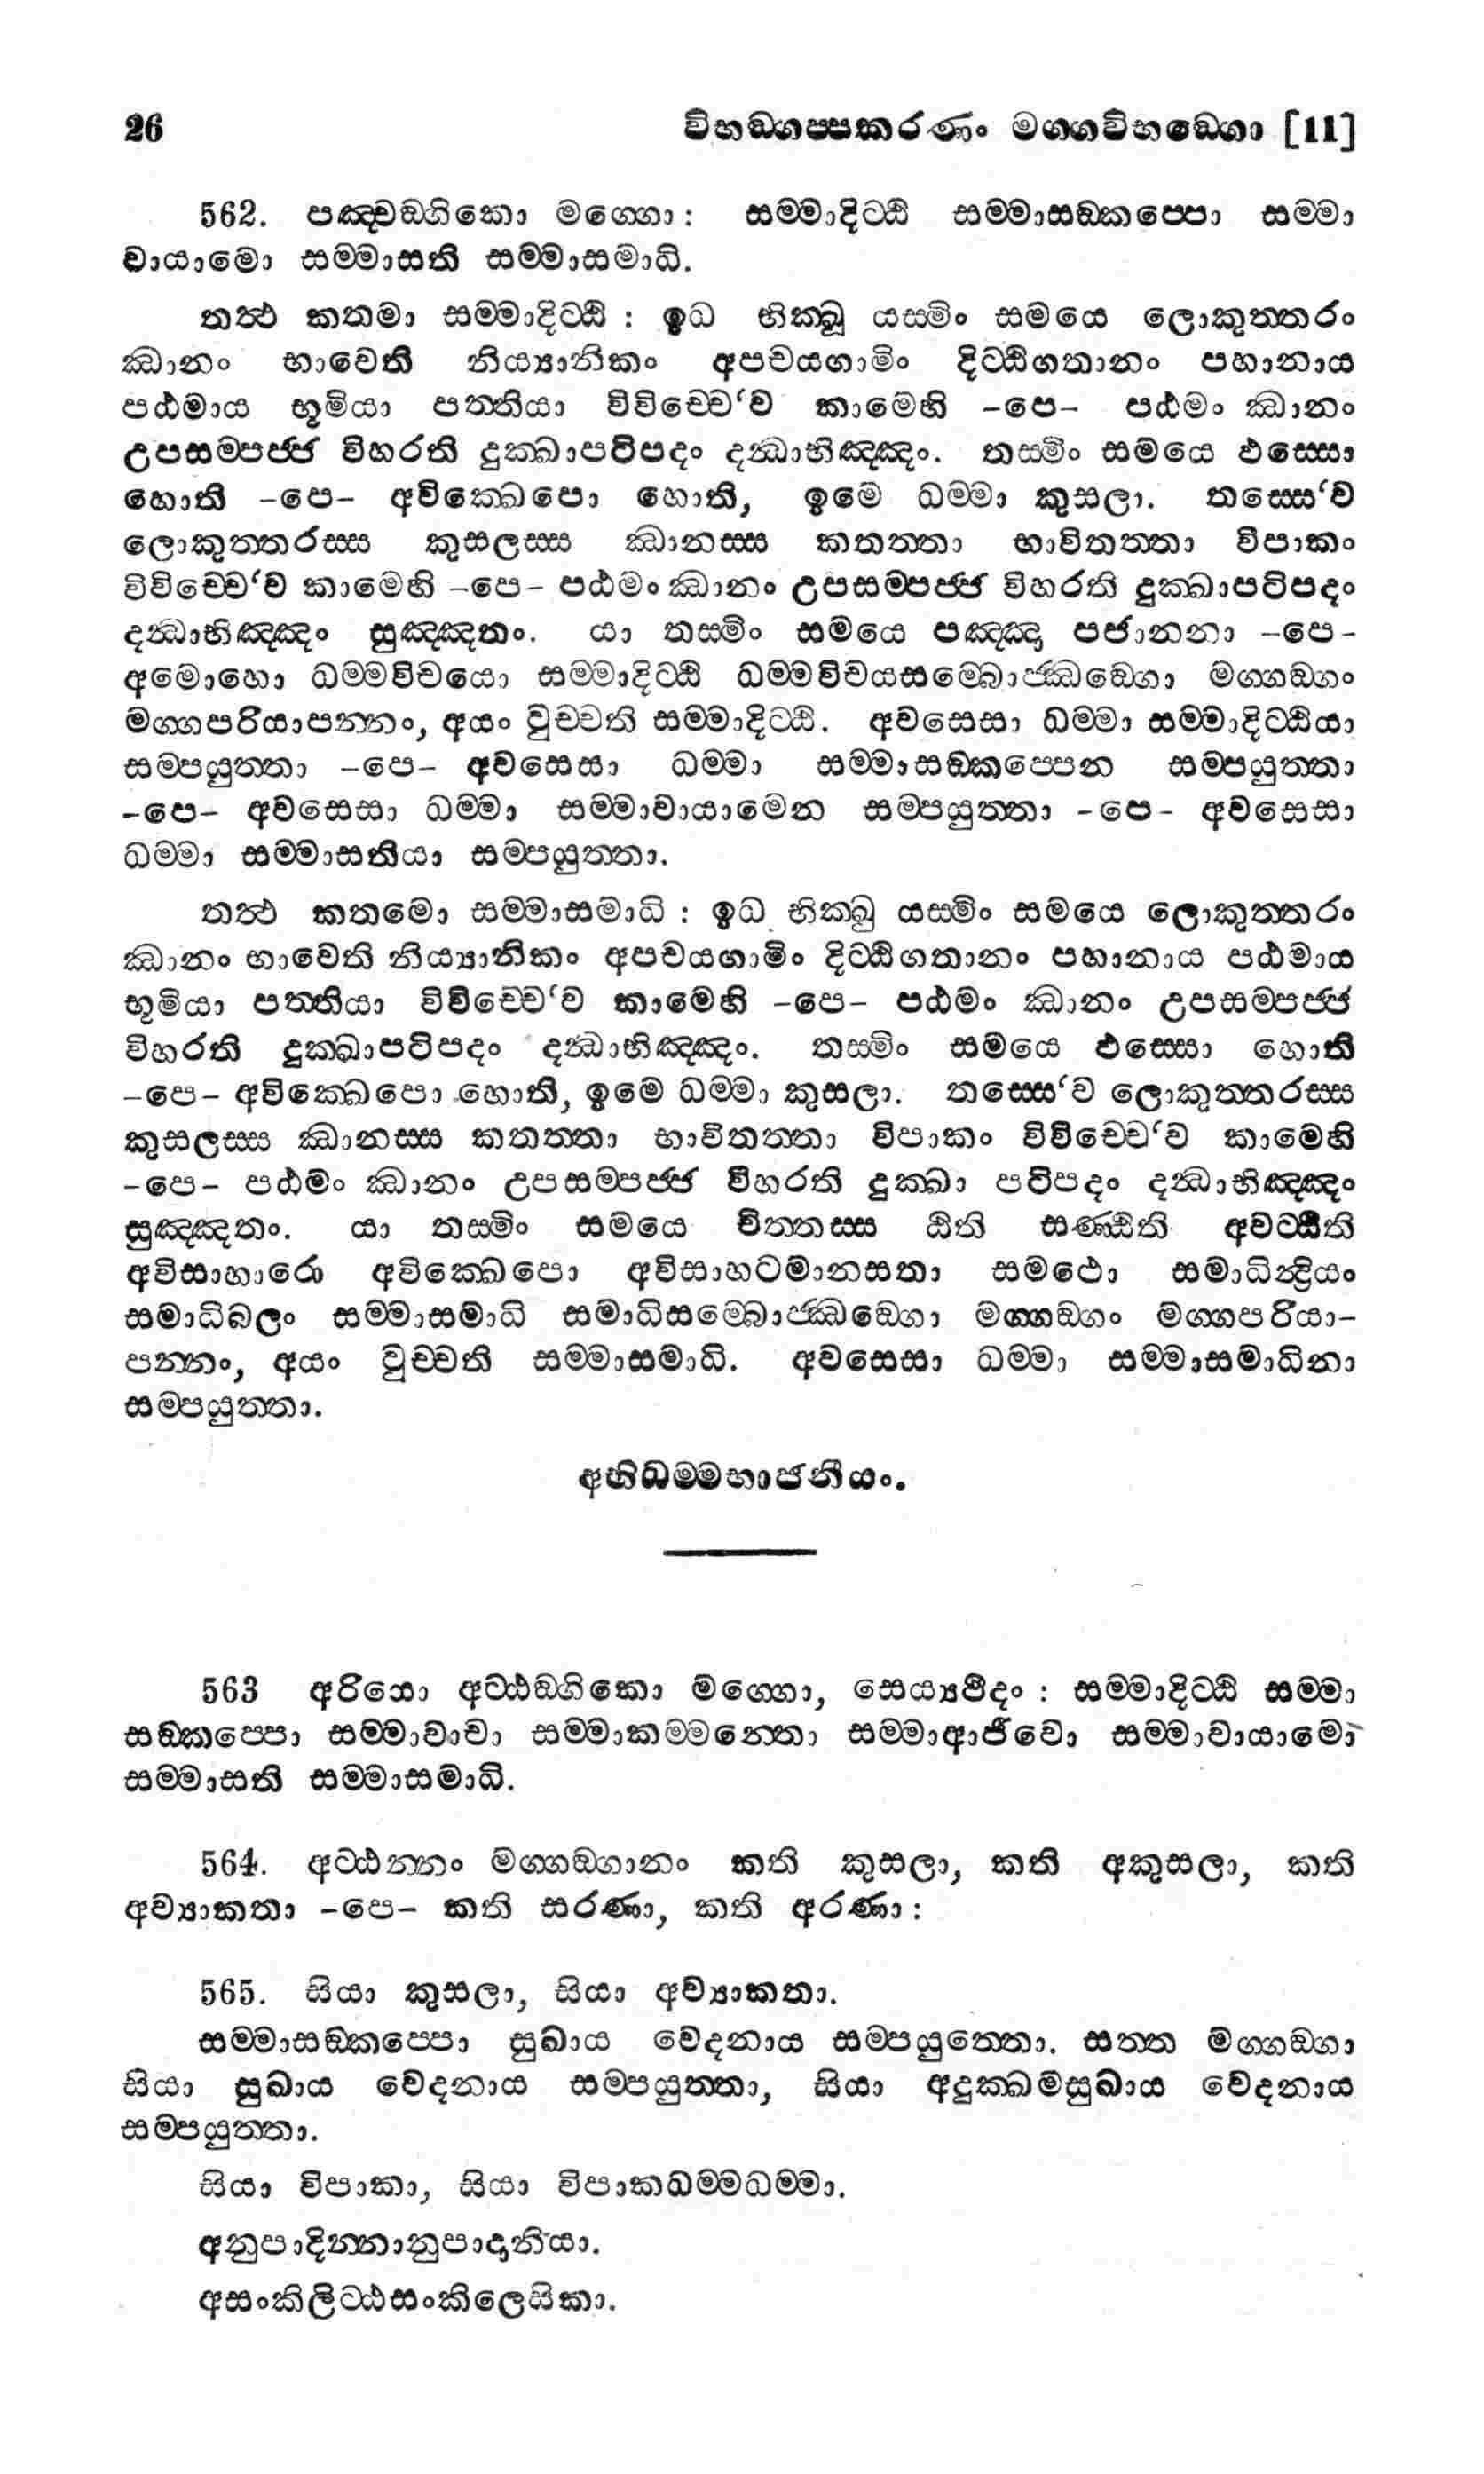 26 විභඞ්ගප්පකරණං මග්ගවිභඞ්ගො [11]
562. පඤ්චඞ්ගිකො මග්ගො : සම්මාදිට්ඨි සම්මාසඞ්කප්පො සම්මා
වායාමො සම්මාසති සම්මාසමාධි.
තත්ථ කතමා සම්මාදිට්ඨි : ඉධ භික්ඛූ යස්මිං සමයෙ ලොකුත්තරං
ඣානං භාවෙති නිය්‍යානිකං අපචයගාමිං දිට්ඨිගතානං පහානාය
පඨමාය භූමියා පත්තියා විවිච්චෙ‘ව කාමෙහි –පෙ– පඨමං ඣානං
උපසම්පජ්ජ විහරති දුක්ඛාපටිපදං දන්ධාභිඤ්ඤං. තස්මිං සමයෙ ඵස්සො
හොති –පෙ– අවික්ඛෙපො හොති, ඉමෙ ධම්මා කුසලා. තස්සෙ‘ව
ලොකුත්තරස්ස කුසලස්ස ඣානස්ස කතත්තා භාවිතත්තා විපාකං
විවිච්චෙ‘ව කාමෙහි –පෙ– පඨමං ඣානං උපසම්පජ්ජ විහරති දුක්ඛාපටිපදං
දන්ධාභිඤ්ඤං සුඤ්ඤතං. යා තස්මිං සමයෙ පඤ්ඤා පජානනා –පෙ–
අමොහො ධම්මවිචයො සම්මාදිට්ඨි ධම්මවිචයසම්බොජ්ඣඞ්ගො මග්ගඞ්ගං
මග්ගපරියාපන්නං, අයං වුච්චති සම්මාදිට්ඨි. අවසෙසා ධම්මා සම්මාදිට්ඨියා
සම්පයුත්තා –පෙ– අවසෙසා ධම්මා සම්මාසඞ්කප්පෙන සම්පයුත්තා
–පෙ– අවසෙසා ධම්මා සම්මාවායාමෙන සම්පයුත්තා –පෙ– අවසෙසා
ධම්මා සම්මාසතියා සම්පයුත්තා.
තත්ථ කතමො සම්මාසමාධි : ඉධ භික්ඛු යස්මිං සමයෙ ලොකුත්තරං
ඣානං භාවෙති නිය්‍යානිකං අපචයගාමිං දිට්ඨිගතානං පහානාය පඨමාය
භූමියා පත්තියා විවිච්චෙ‘ව කාමෙහි –පෙ– පඨමං ඣානං උපසම්පජ්ජ
විහරති දුක්ඛාපටිපදං දන්ධාභිඤ්ඤං. තස්මිං සමයෙ ඵස්සො හොති
–පෙ– අවික්ඛෙපො හොති, ඉමෙ ධම්මා කුසලා. තස්සෙ‘ව ලොකුත්තරස්ස
කුසලස්ස ඣානස්ස කතත්තා භාවිතත්තා විපාකං විවිච්චෙ‘ව කාමෙහි
–පෙ– පඨමං ඣානං උපසම්පජ්ජ විහරති දුක්ඛා පටිපදං දන්ධාභිඤ්ඤං
සුඤ්ඤතං. යා තස්මිං සමයෙ චිත්තස්ස ඨිති සණ්ඨිති අවට්ඨිති
අවිසාහාරො අවික්ඛෙපො අවිසාහටමානසතා සමථො සමාධින්ද්‍රියං
සමාධිබලං සම්මාසමාධි සමාධිසම්බොජ්ඣඞ්ගො මග්ගඞ්ගං මග්ගපරියා–
පන්නං, අයං වුච්චති සම්මාසමාධි. අවසෙසා ධම්මා සම්මාසමාධිනා
සම්පයුත්තා.
අභිධම්මභාජනීයං.
563 අරියො අට්ඨඞ්ගිකො මග්ගො, සෙය්‍යථිදං : සම්මාදිට්ඨි සම්මා
සඞ්කප්පො සම්මාවාචා සම්මාකම්මන්තො සම්මාආජීවො සම්මාවායාමො
සම්මාසති සම්මාසමාධි.
564. අට්ඨන්නං මග්ගඞ්ගානං කති කුසලා, කති අකුසලා, කති
අව්‍යාකතා –පෙ– කති සරණා, කති අරණා :
565. සියා කුසලා, සියා අව්‍යාකතා.
සම්මාසඞ්කප්පො සුඛාය වෙදනාය සම්පයුත්තො. සත්ත මග්ගඞ්ගා
සියා සුඛාය වෙදනාය සම්පයුත්තා, සියා අදුක්ඛමසුඛාය වෙදනාය
සම්පයුත්තා.
සියා විපාකා, සියා විපාකධම්මධම්මා.
අනුපාදින්නානුපාදානියා.
අසංකිලිට්ඨසංකිලෙසිකා.